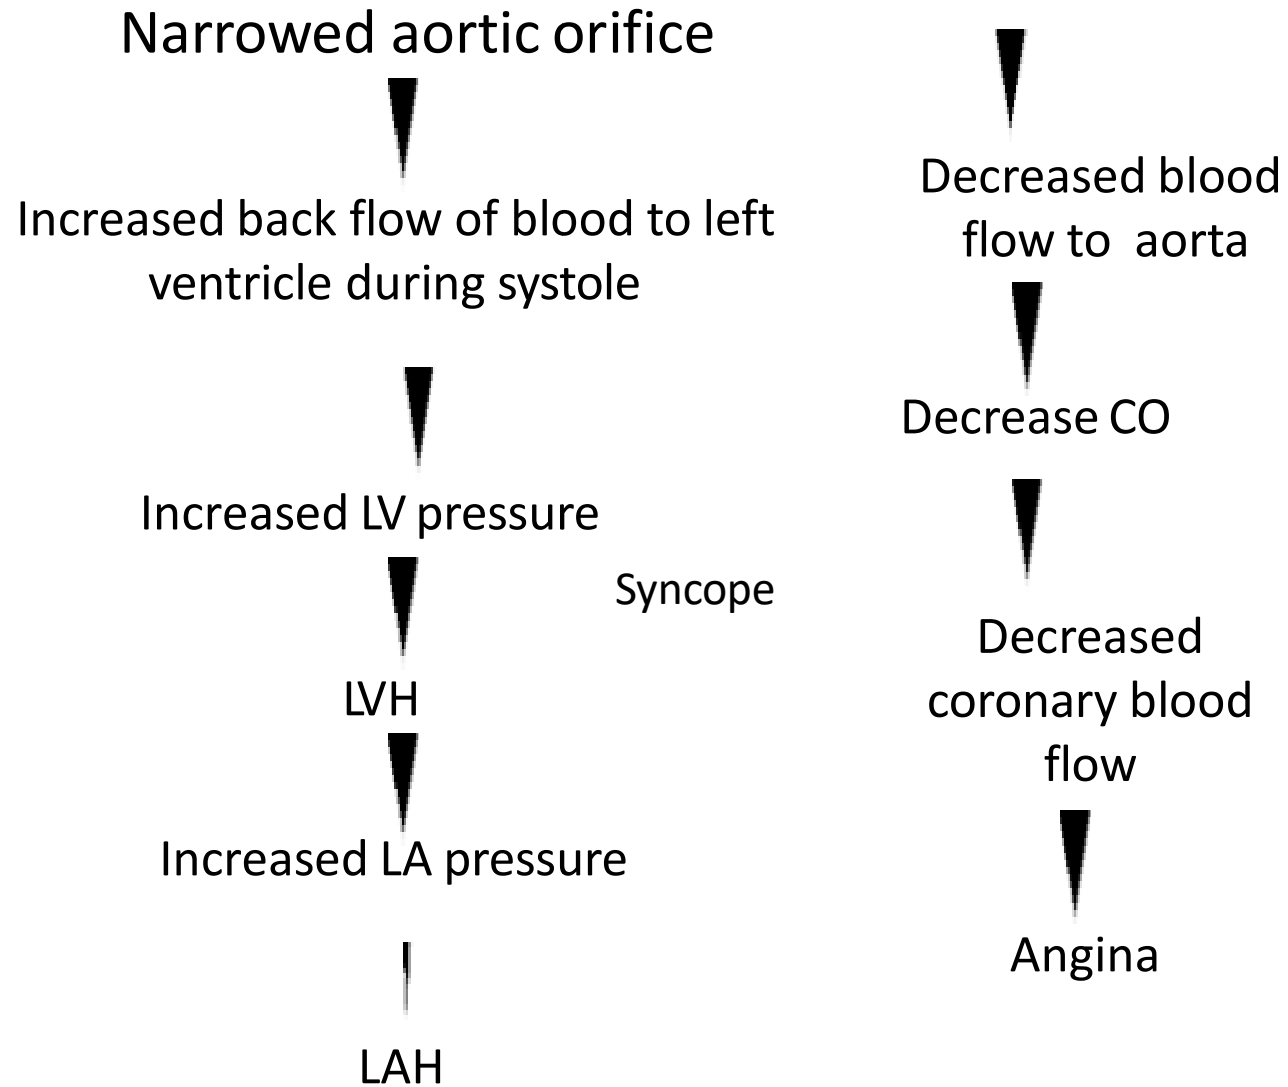 Narrowed aortic orifice
Increased back flow of blood to left
ventricle during systole
Increased LV pressure
Syncope
LVH
Increased LA pressure
LAH
Decreased blood
flow to aorta
Decrease CO
Decreased
coronary blood
flow
Angina